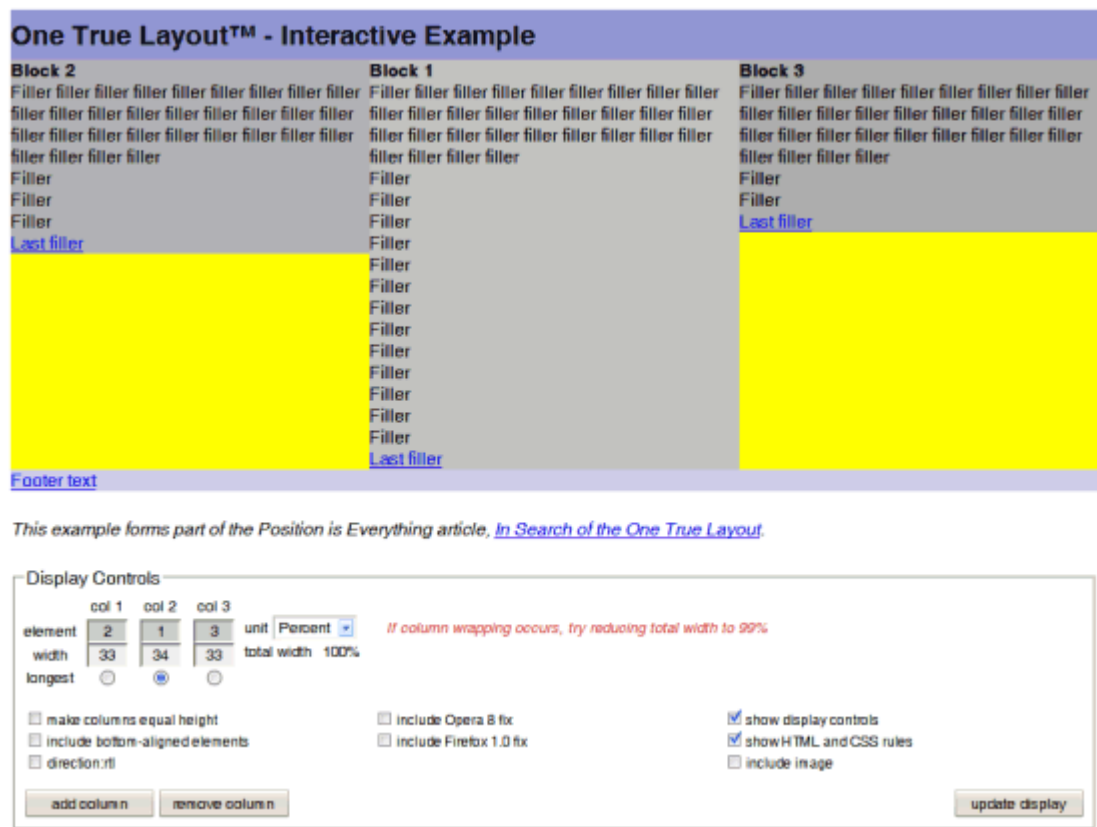 One True Layout™ - Interactive Example
Block 2
Filler filler filler filler filler filler filler filler filler
filler filler filler filler filler filler filler filler filler
filler filler filler filler filler filler filler filler filler
filler filler filler filler
Filler
Filler
Filler
Last filler
Block 1
Filler filler filler filler filler filler filler filler filler
filler filler filler filler filler filler filler filler filler
filler filler filler filler filler filler filler filler filler
filler filler filler filler
Filler
Filler
Filler
Filler
Filler
Filler
Filler
Filler
Filler
Filler
Filler
Filler
Filler
Last filler
Block 3
Filler filler filler filler filler filler filler filler filler
filler filler filler filler filler filler filler filler filler
filler filler filler filler filler filler filler filler filler
filler filler filler filler
Filler
Filler
Last filler
Footer text
This example forms part of the Position is Everything article, In Search of the One True Layout.
Display Controls
col 1 col 2 col 3
element 2 1 3 unit Percent If column wrapping occurs, try reducing total width to 99%
width 33 34 33 total width 100%
longest
make columns equal height include Opera 8 fix show display controls
include bottom-aligned elements include Firefox 1.0 fix show HTML and CSS rules
direction:rtl include image
add column remove column update display